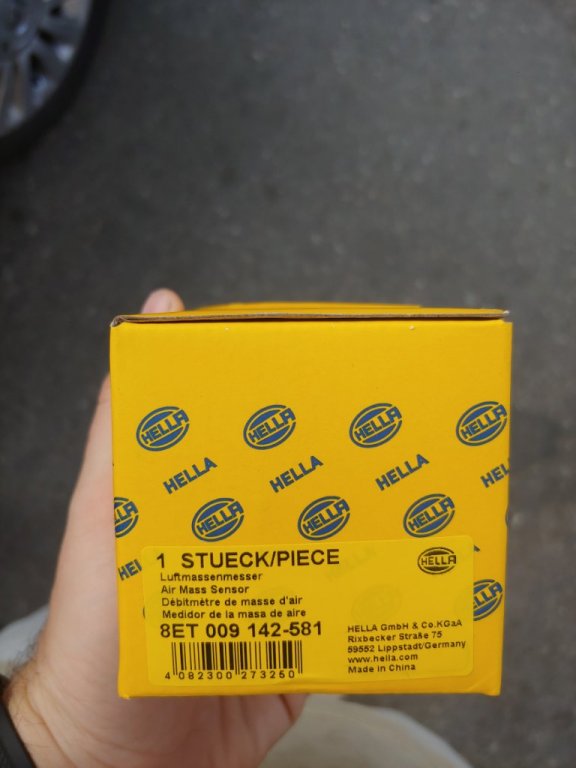 HELLA HELLA HELLA HELLA
HELLA HELLA HELLA HELLA
HELLA HELLA HELLA
HELLA
1 STUECK/PIECE
HELLA
Luftmassenmesser
Air Mass Sensor
Débitmètre de masse d'air
Medidor de la masa de aire
8ET 009 142-581
4 082300 273250
HELLA GmbH & Co.KGaA
Rixbecker Straße 75
59552 Lippstadt/Germany
www.hella.com
Made in China